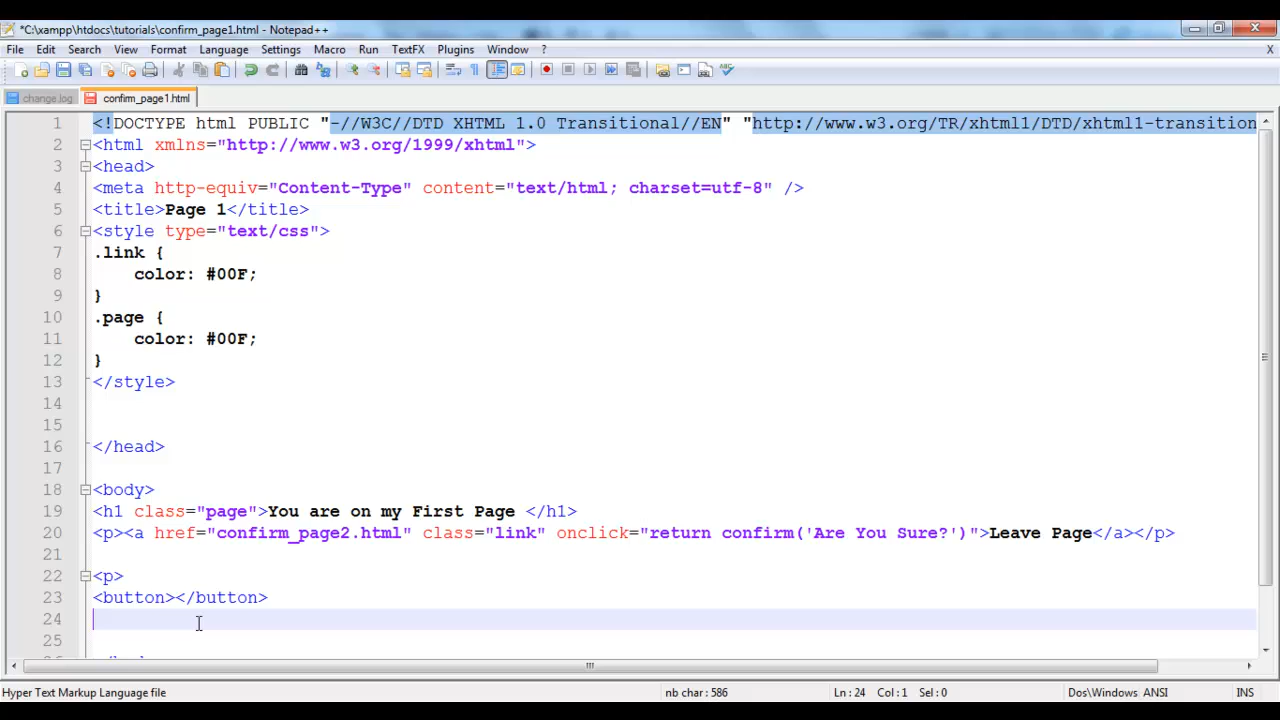 *C:\xampp\htdocs\tutorials\confirm_page1.html - Notepad++
File Edit Search View Format Language Settings Macro Run TextFX Plugins Window ? X
change.log confirm_page1.html
1 <!DOCTYPE html PUBLIC "-//W3C//DTD XHTML 1.0 Transitional//EN" "http://www.w3.org/TR/xhtml1/DTD/xhtml1-transition
2 <html xmlns="http://www.w3.org/1999/xhtml">
3 <head>
4 <meta http-equiv="Content-Type" content="text/html; charset=utf-8" />
5 <title>Page 1</title>
6 <style type="text/css">
7 .link {
8 color: #00F;
9 }
10 .page {
11 color: #00F;
12 }
13 </style>
14
15
16 </head>
17
18 <body>
19 <h1 class="page">You are on my First Page </h1>
20 <p><a href="confirm_page2.html" class="link" onclick="return confirm('Are You Sure?')">Leave Page</a></p>
21
22 <p>
23 <button></button>
24
25
Hyper Text Markup Language file nb char : 586 Ln : 24 Col : 1 Sel : 0 Dos\Windows ANSI INS